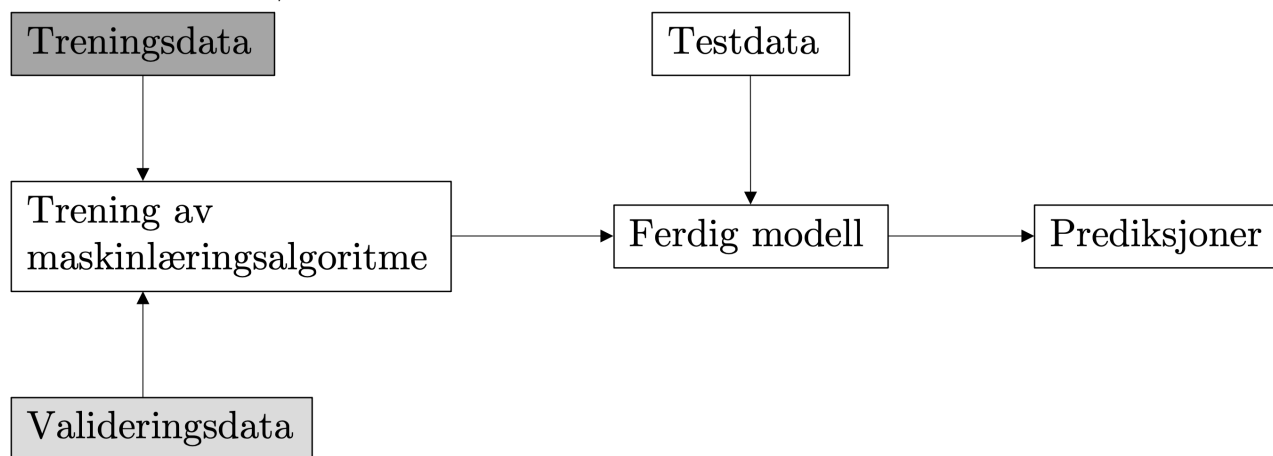 Treningsdata
Testdata
Trening av
maskinlæringsalgoritme
Ferdig modell
Prediksjoner
Valideringsdata